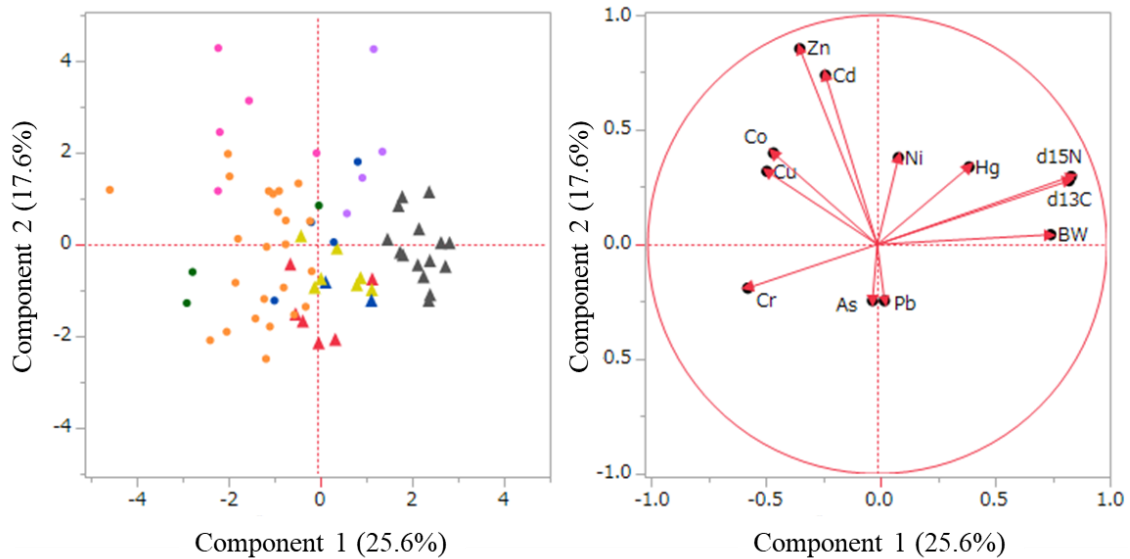 4
2
0
-2
-4
-4
-2
0
2
4
Component 2 (17.6%)
Component 1 (25.6%)
1.0
0.5
0.0
0.5
-1.0
-1.0
-0.5
0.0
0.5
1.0
Component 2 (17.6%)
Component 1 (25.6%)
Zn
Cd
Co
Cu
Ni
Hg
d15N
d13C
BW
Cr
As
Pb